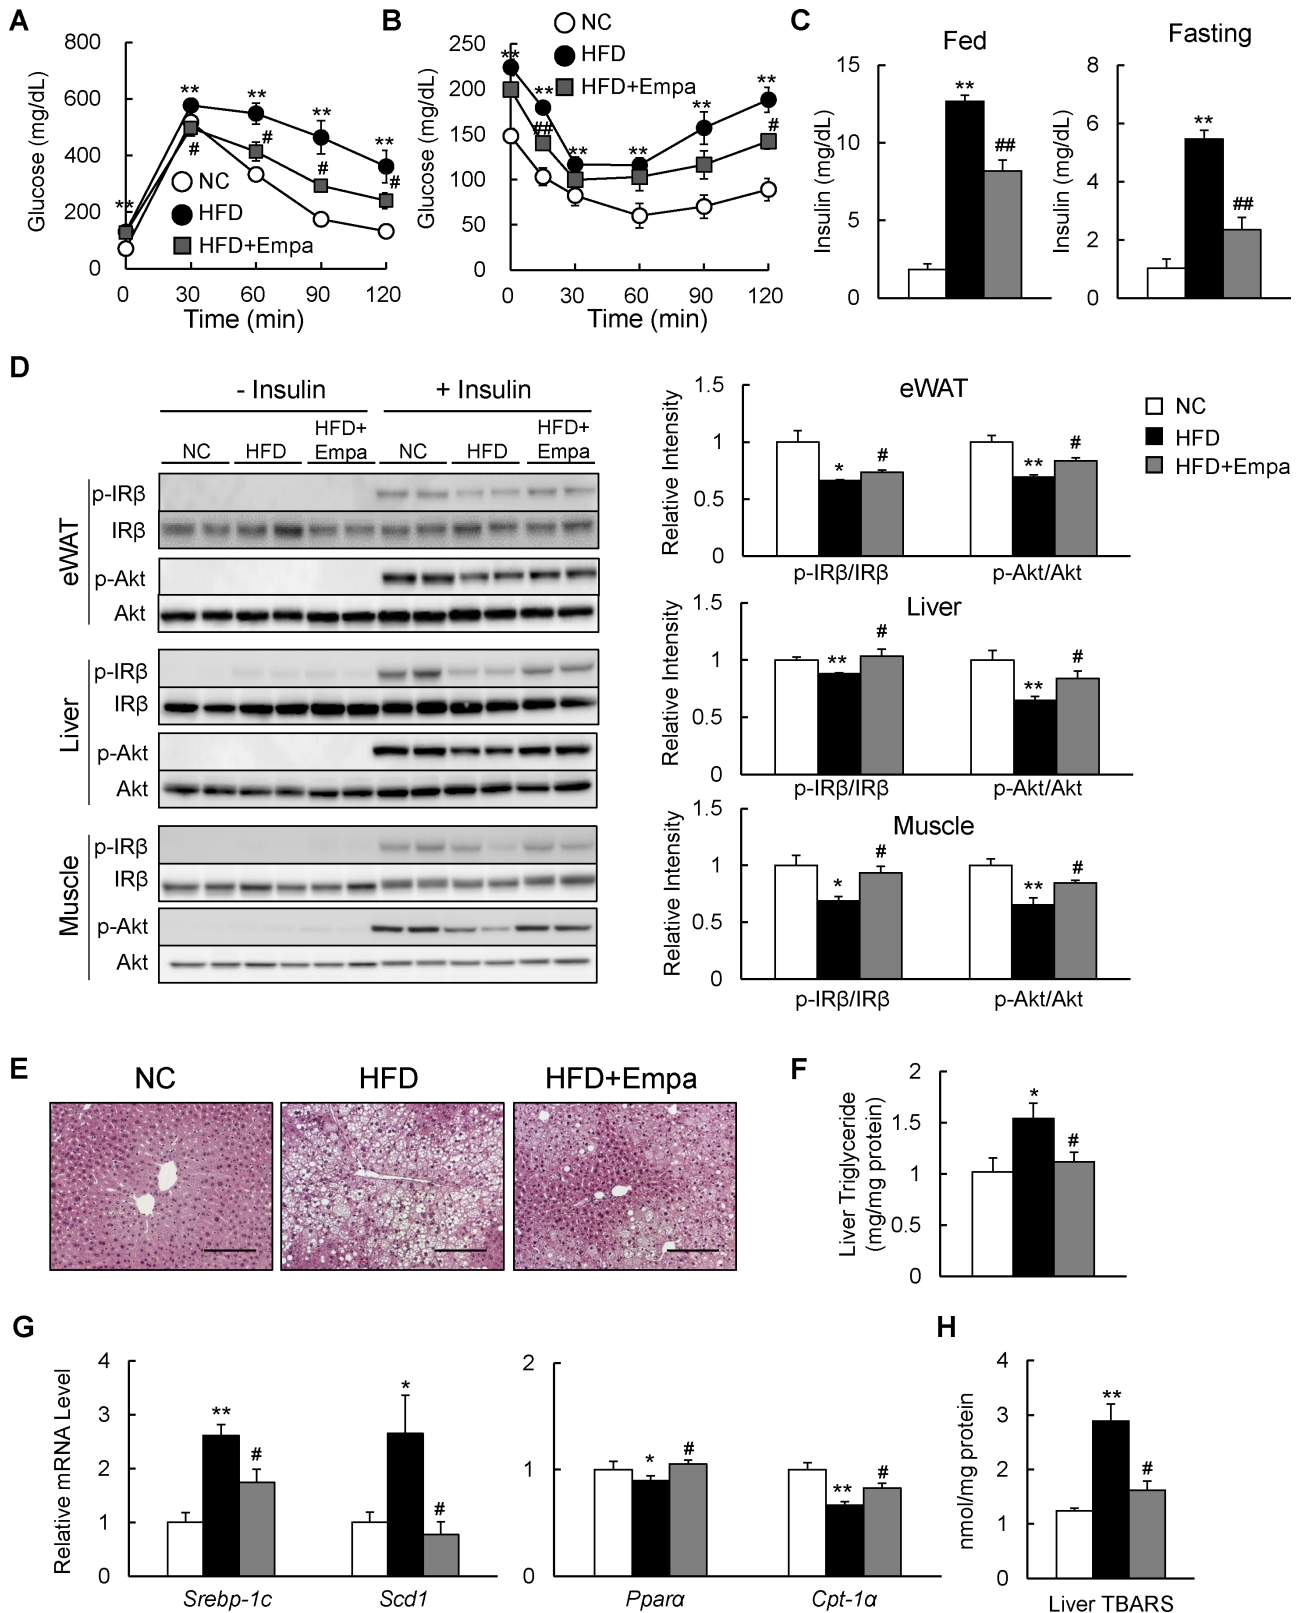 A
800
600
400
200
0
Glucose (mg/dL)
**
**
**
**
**
#
#
#
#
NC
HFD
HFD+Empa
0
30
60
90
120
Time (min)
B
250
200
150
100
50
0
Glucose (mg/dL)
NC
HFD
HFD+Empa
**
**
##
**
**
**
**
#
0
30
60
90
120
Time (min)
C
Fed
15
10
5
0
Insulin (mg/dL)
**
##
Fasting
8
6
4
2
0
Insulin (mg/dL)
**
##
D
- Insulin
+ Insulin
NC
HFD
HFD+
Empa
NC
HFD
HFD+
Empa
eWAT
p-IRβ
IRβ
p-Akt
Akt
Liver
p-IRβ
IRβ
p-Akt
Akt
Muscle
p-IRβ
IRβ
p-Akt
Akt
eWAT
1.5
1
0.5
0
Relative Intensity
*
#
**
#
p-IRβ/IRβ
p-Akt/Akt
NC
HFD
HFD+Empa
Liver
1.5
1
0.5
0
Relative Intensity
**
#
**
#
p-IRβ/IRβ
p-Akt/Akt
Muscle
1.5
1
0.5
0
Relative Intensity
*
#
**
#
p-IRβ/IRβ
p-Akt/Akt
E
NC
HFD
HFD+Empa
F
2
1.5
1
0.5
0
Liver Triglyceride
(mg/mg protein)
*
#
G
4
3
2
1
0
Relative mRNA Level
**
#
*
#
Srebp-1c
Scd1
2
1
0
*
#
**
#
Pparα
Cpt-1α
H
4
3
2
1
0
nmol/mg protein
**
#
Liver TBARS